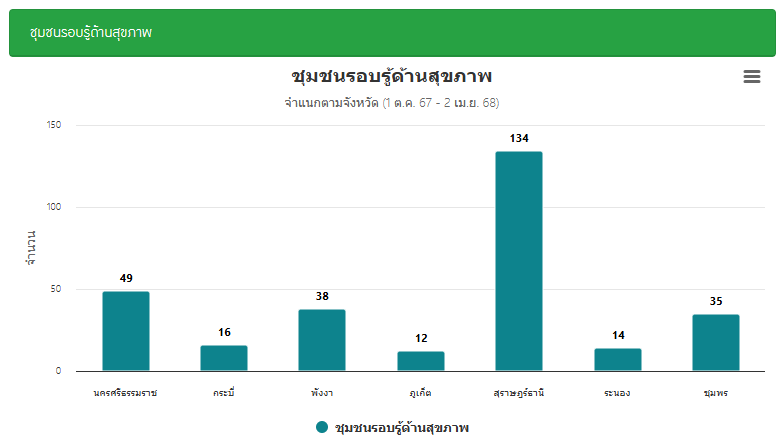 ชุมชนรอบรู้ด้านสุขภาพ
ชุมชนรอบรู้ด้านสุขภาพ
จำแนกตามจังหวัด (1 ต.ค. 67 - 2 เม.ย. 68)
จำนวน
150
100
50
0
49
16
38
12
134
14
35
นครศรีธรรมราช
กระบี่
พังงา
ภูเก็ต
สุราษฎร์ธานี
ระนอง
ชุมพร
ชุมชนรอบรู้ด้านสุขภาพ